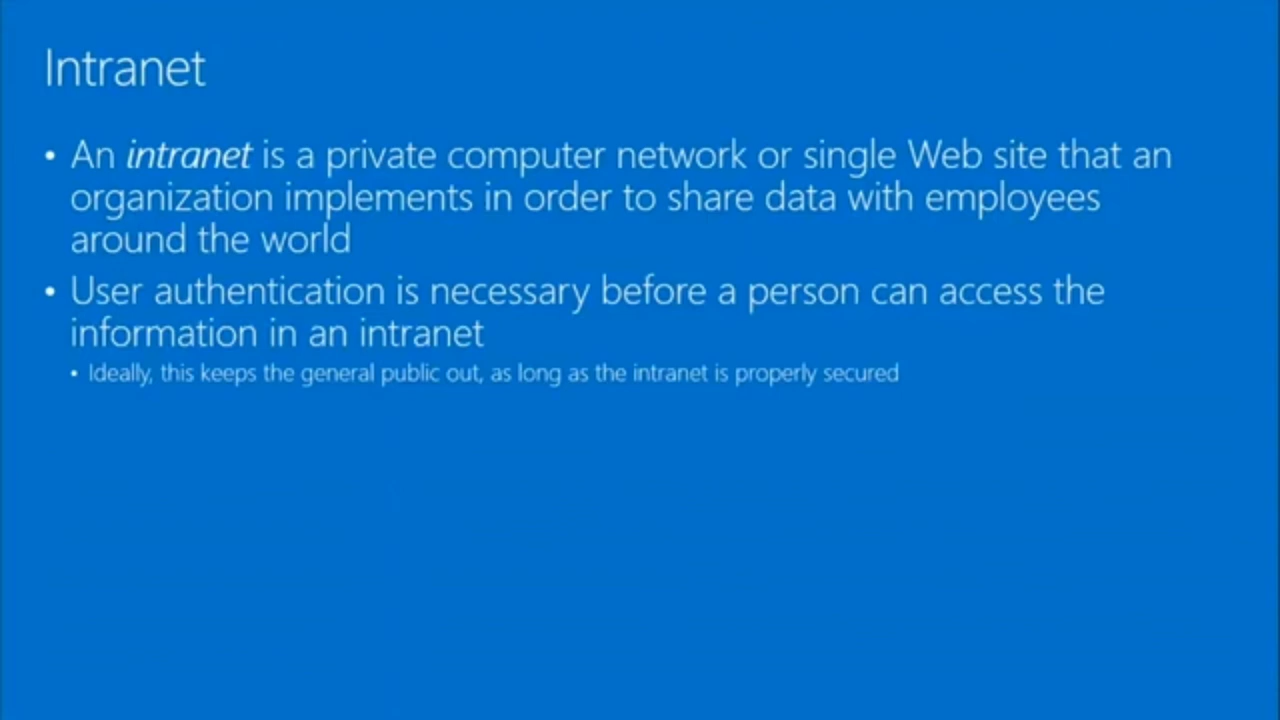 Intranet
• An intranet is a private computer network or single Web site that an
organization implements in order to share data with employees
around the world
• User authentication is necessary before a person can access the
information in an intranet
• Ideally, this keeps the general public out, as long as the intranet is properly secured